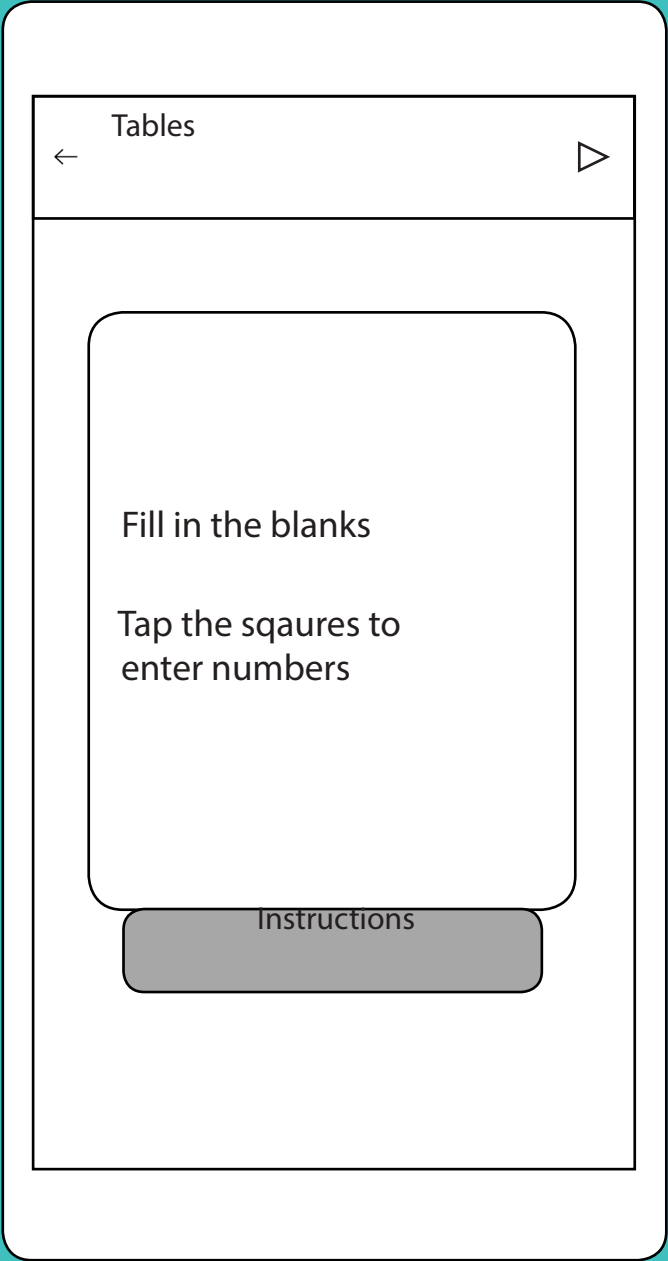 Tables
Fill in the blanks
Tap the sqaures to
enter numbers
Instructions